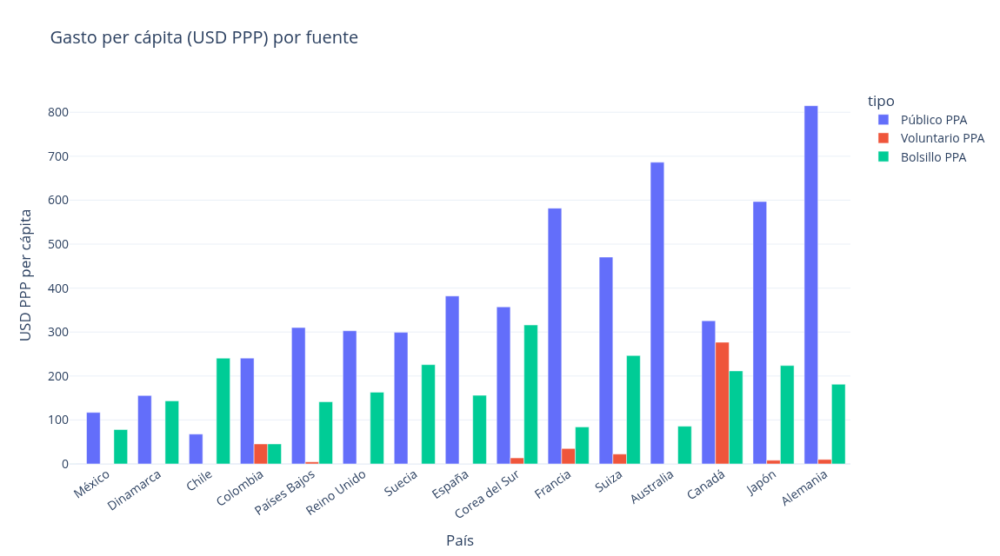 Gasto per cápita (USD PPP) por fuente
tipo
Público PPA
Voluntario PPA
Bolsillo PPA
USD PPP per cápita
800
700
600
500
400
300
200
100
0
México
Dinamarca
Chile
Colombia
Países Bajos
Reino Unido
Suecia
España
Corea del Sur
Francia
Suiza
Australia
Canadá
Japón
Alemania
País